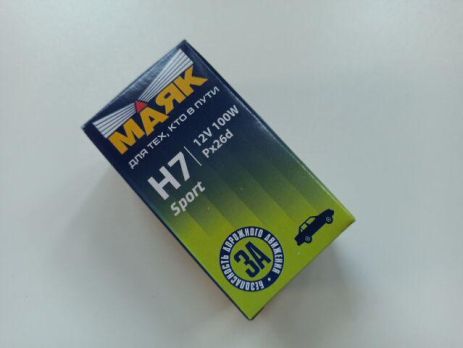 МАЯК
ДЛЯ ТЕХ, КТО В ПУТИ
H7
12V 100W
Px26d
Sport
ЗА
БЕЗОПАСНОСТЬ ДОРОЖНОГО ДВИЖЕНИЯ